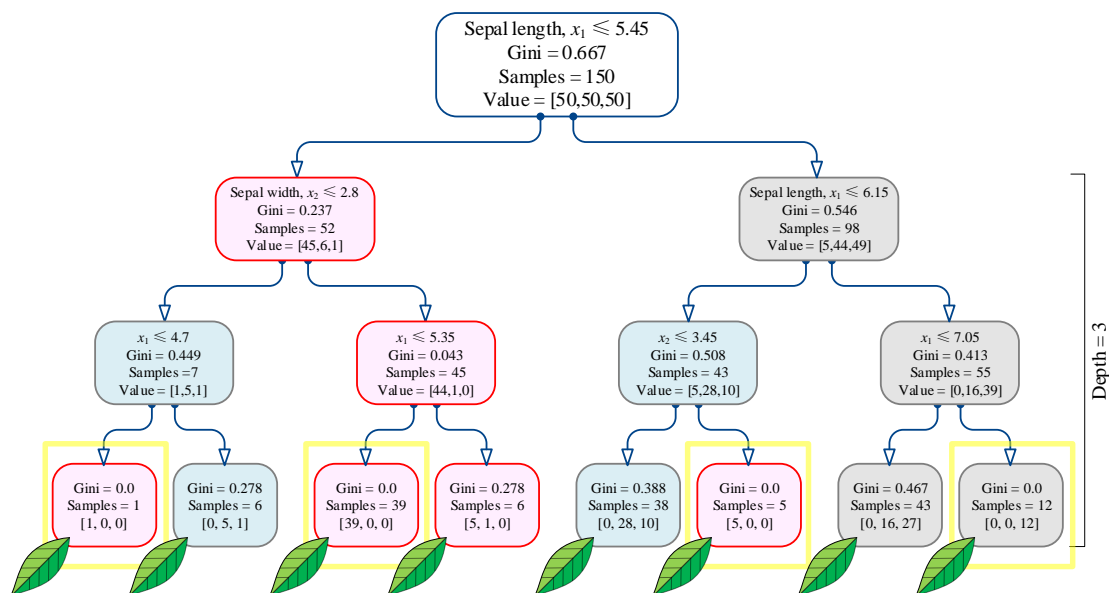 Sepal length, x₁ ⩽ 5.45
Gini = 0.667
Samples = 150
Value = [50,50,50]
Sepal width, x₂ ⩽ 2.8
Gini = 0.237
Samples = 52
Value = [45,6,1]
Sepal length, x₁ ⩽ 6.15
Gini = 0.546
Samples = 98
Value = [5,44,49]
x₁ ⩽ 4.7
Gini = 0.449
Samples =7
Value = [1,5,1]
x₁ ⩽ 5.35
Gini = 0.043
Samples = 45
Value = [44,1,0]
x₂ ⩽ 3.45
Gini = 0.508
Samples = 43
Value = [5,28,10]
x₁ ⩽ 7.05
Gini = 0.413
Samples = 55
Value = [0,16,39]
Depth = 3
Gini = 0.0
Samples = 1
[1, 0, 0]
Gini = 0.278
Samples = 6
[0, 5, 1]
Gini = 0.0
Samples = 39
[39, 0, 0]
Gini = 0.278
Samples = 6
[5, 1, 0]
Gini = 0.388
Samples = 38
[0, 28, 10]
Gini = 0.0
Samples = 5
[5, 0, 0]
Gini = 0.467
Samples = 43
[0, 16, 27]
Gini = 0.0
Samples = 12
[0, 0, 12]